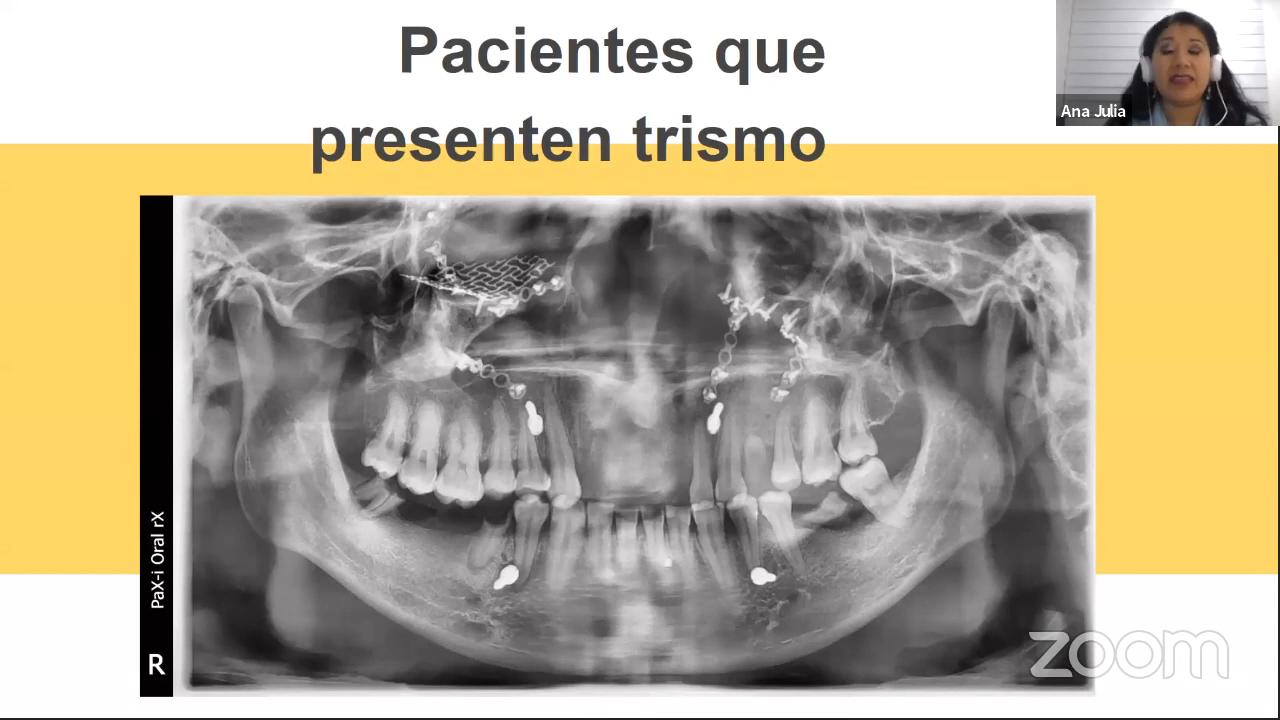 Pacientes que
presenten trismo
Ana Julia
PaX-i Oral rX
R
zoom